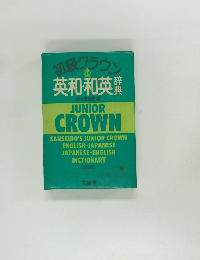 初級クラウン
英和和英辞典
JUNIOR
CROWN
SANSEIDO'S JUNIOR CROWN
ENGLISH-JAPANESE
JAPANESE-ENGLISH
DICTIONARY
三省堂